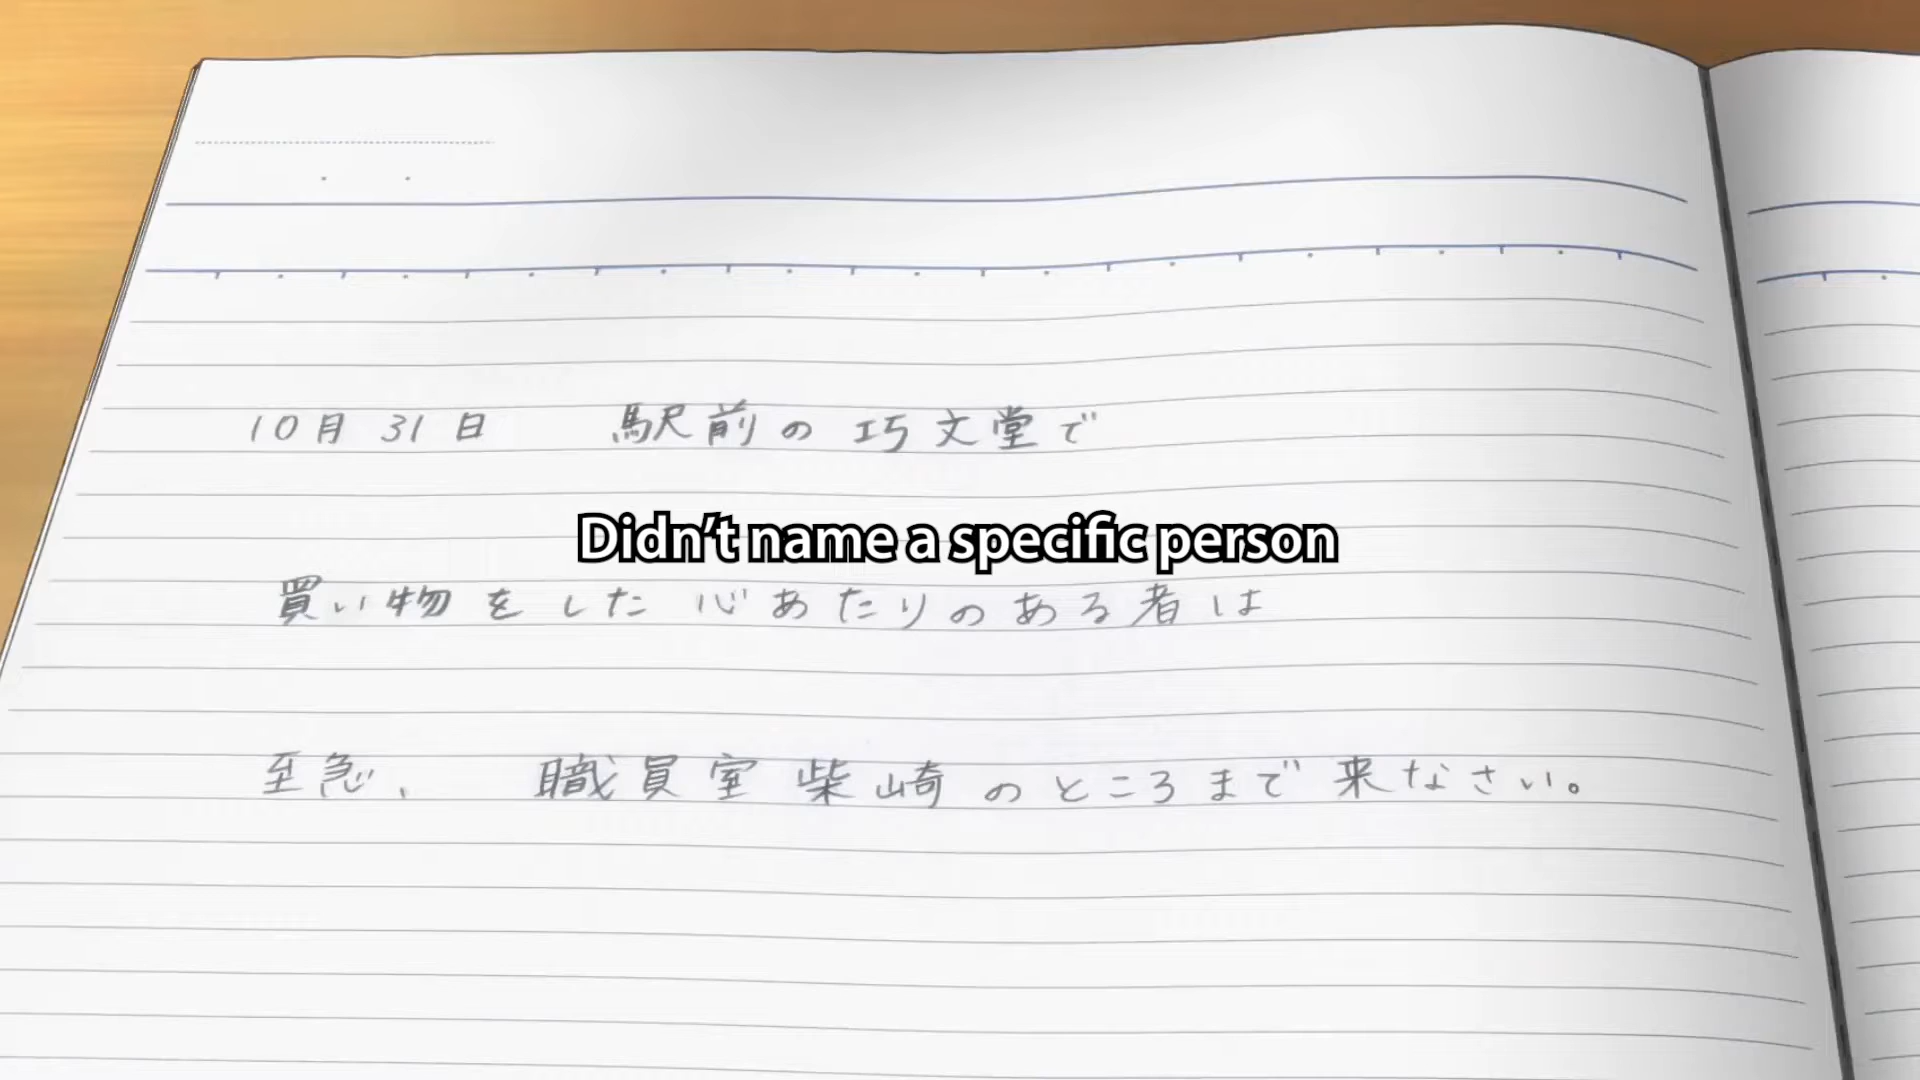 10月31日 駅前の巧文堂で
Didn't name a specific person
買い物をした心あたりのある者は
至急、 職員室柴崎のところまで来なさい。